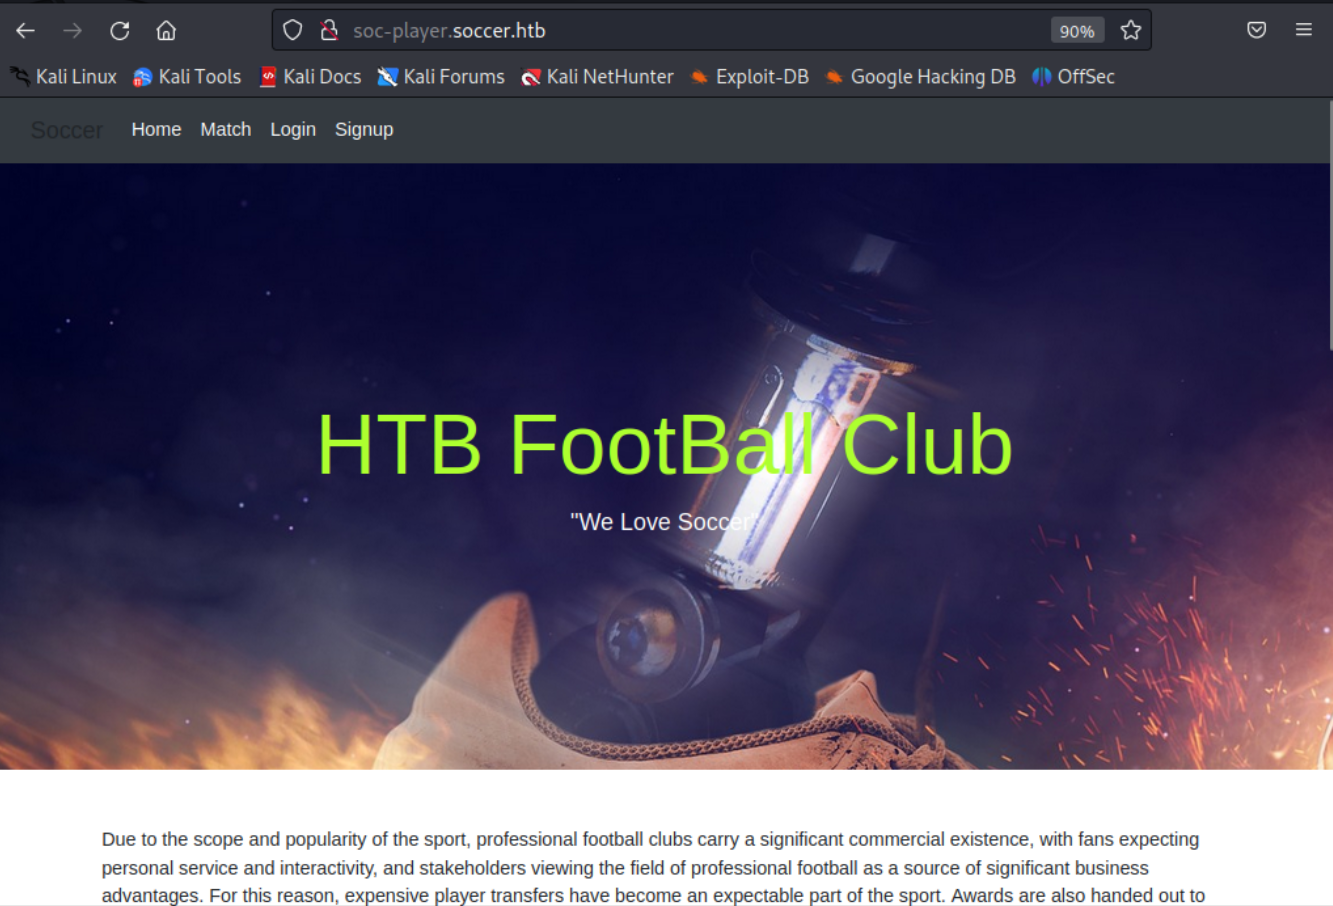 soc-player.soccer.htb
90%
Kali Linux Kali Tools Kali Docs Kali Forums Kali NetHunter Exploit-DB Google Hacking DB OffSec
Soccer Home Match Login Signup
HTB FootBall Club
"We Love Soccer"
Due to the scope and popularity of the sport, professional football clubs carry a significant commercial existence, with fans expecting
personal service and interactivity, and stakeholders viewing the field of professional football as a source of significant business
advantages. For this reason, expensive player transfers have become an expectable part of the sport. Awards are also handed out to